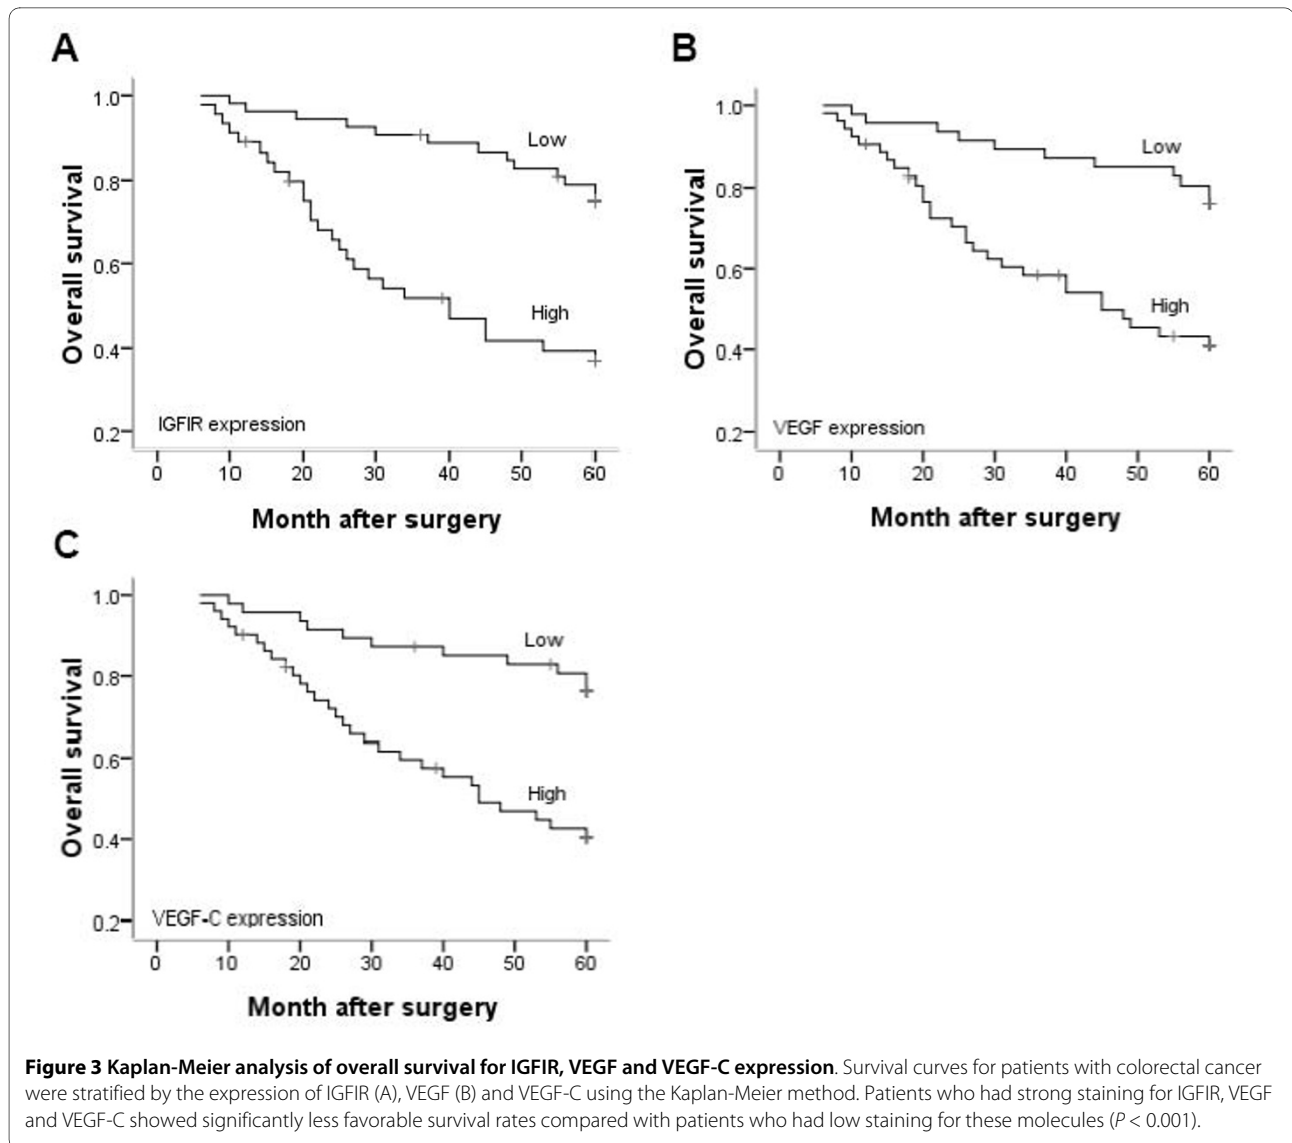 A
1.0
0.8
0.6
0.4
0.2
Overall survival
Low
High
IGFIR expression
0 10 20 30 40 50 60
Month after surgery
B
1.0
0.8
0.6
0.4
0.2
Overall survival
Low
High
VEGF expression
0 10 20 30 40 50 60
Month after surgery
C
1.0
0.8
0.6
0.4
0.2
Overall survival
Low
High
VEGF-C expression
0 10 20 30 40 50 60
Month after surgery
Figure 3 Kaplan-Meier analysis of overall survival for IGFIR, VEGF and VEGF-C expression. Survival curves for patients with colorectal cancer
were stratified by the expression of IGFIR (A), VEGF (B) and VEGF-C using the Kaplan-Meier method. Patients who had strong staining for IGFIR, VEGF
and VEGF-C showed significantly less favorable survival rates compared with patients who had low staining for these molecules (P < 0.001).